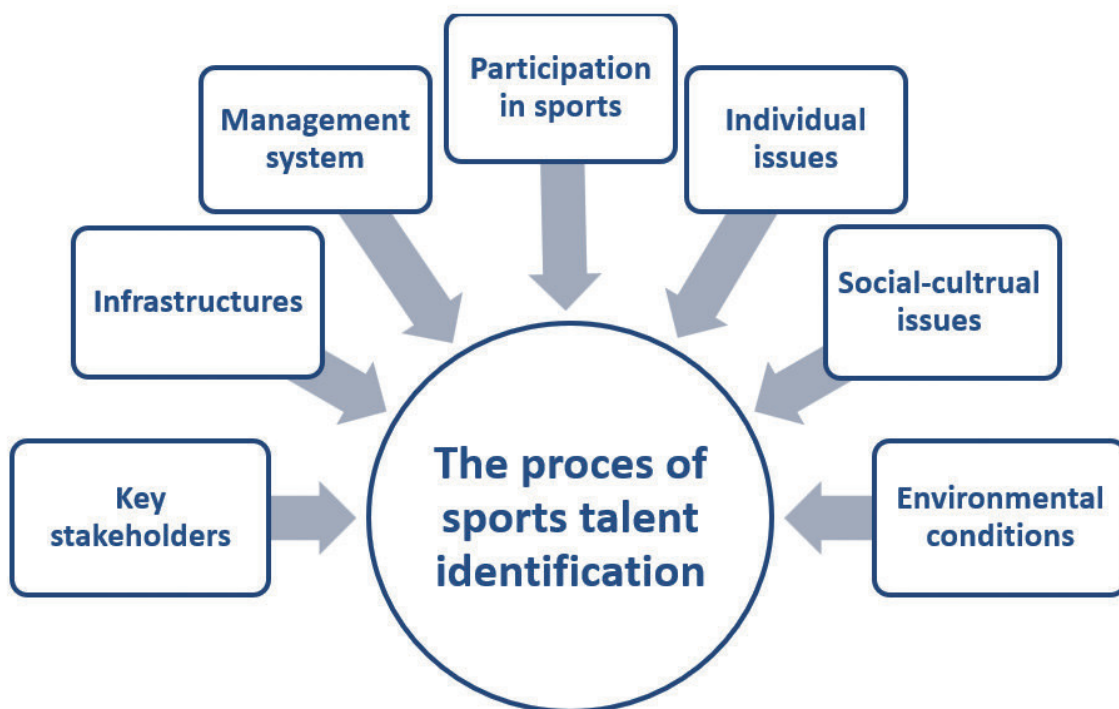 Participation
in sports
Management
system
Individual
issues
Infrastructures
Social-cultrual
issues
Key
stakeholders
The proces of
sports talent
identification
Environmental
conditions